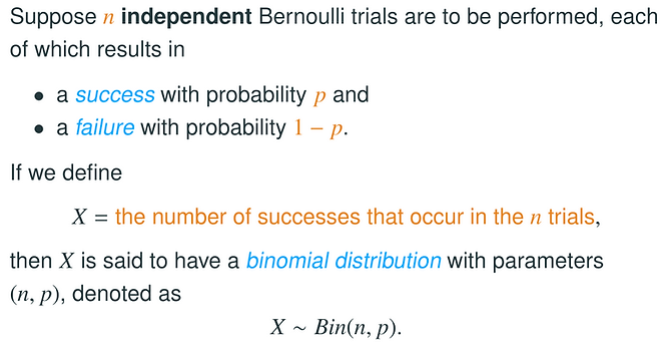 Suppose n independent Bernoulli trials are to be performed, each
of which results in
• a success with probability p and
• a failure with probability 1 − p.
If we define
X = the number of successes that occur in the n trials,
then X is said to have a binomial distribution with parameters
(n, p), denoted as
X ∼ Bin(n, p).